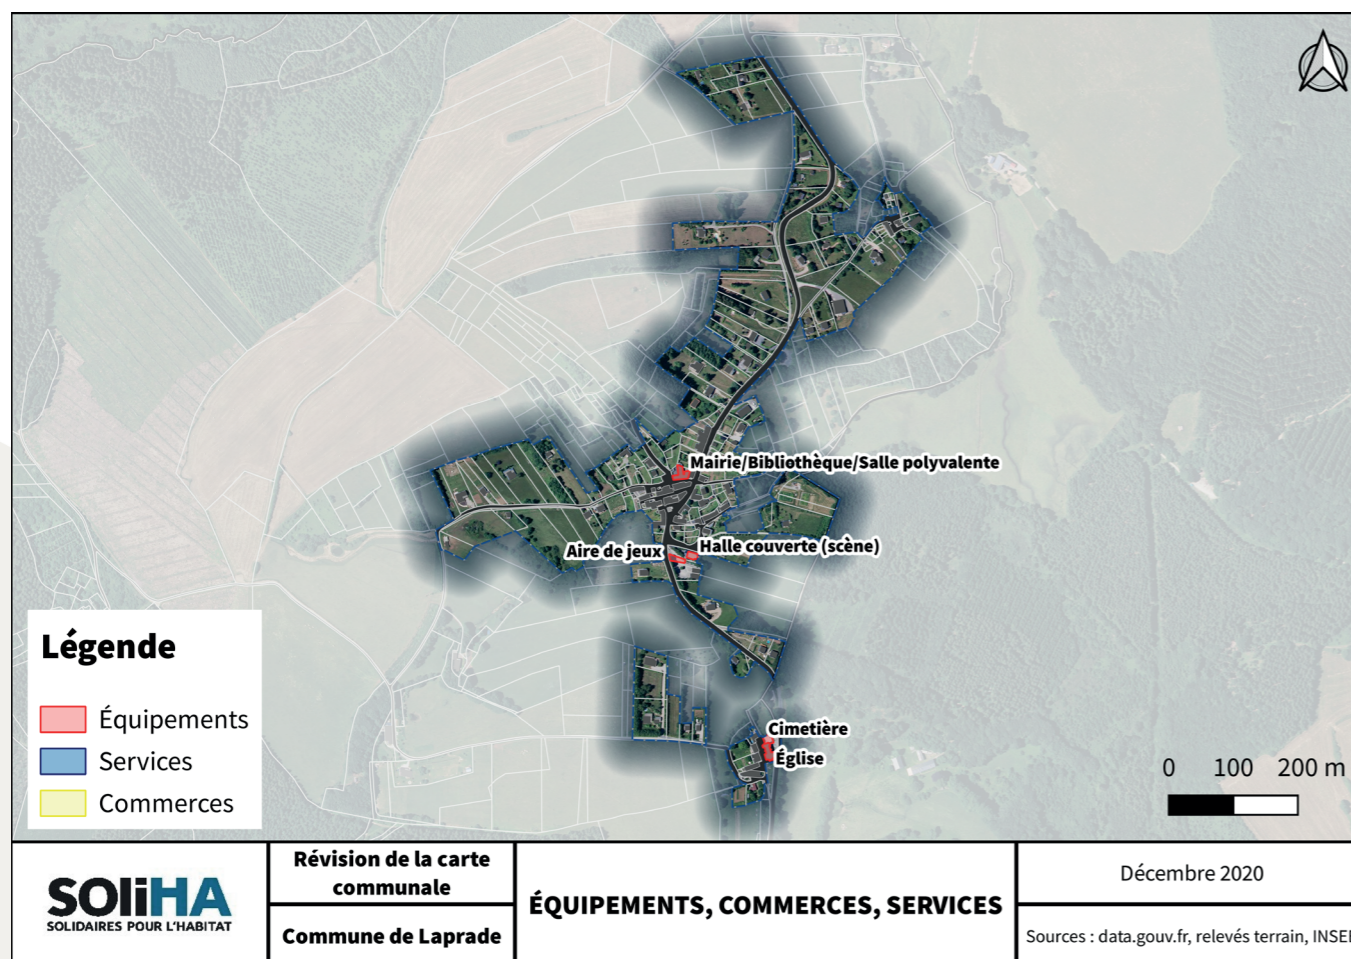 Mairie/Bibliothèque/Salle polyvalente
Aire de jeux
Halle couverte (scène)
Cimetière
Église
Légende
Équipements
Services
Commerces
0 100 200 m
SOliHA
SOLIDAIRES POUR L'HABITAT
Révision de la carte
communale
Commune de Laprade
ÉQUIPEMENTS, COMMERCES, SERVICES
Décembre 2020
Sources : data.gouv.fr, relevés terrain, INSEE